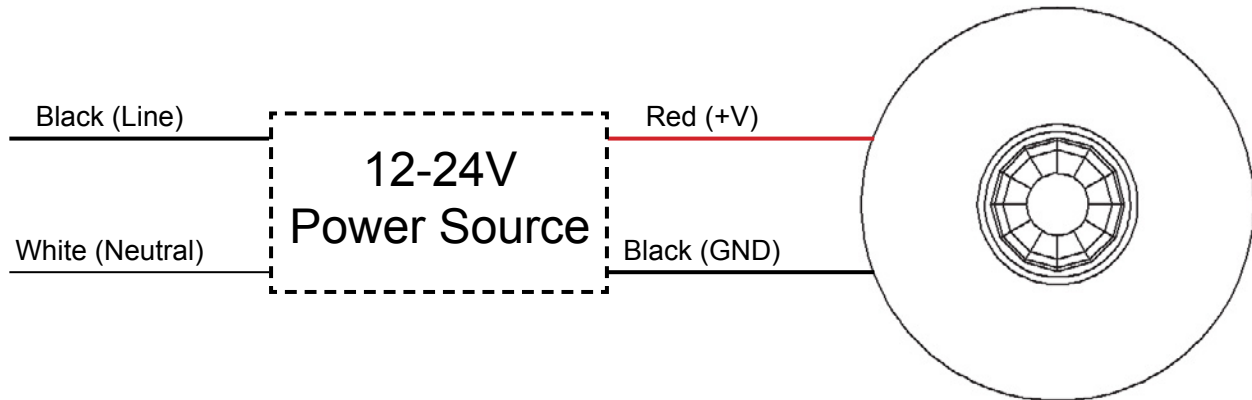 Black (Line)
Red (+V)
12-24V
Power Source
White (Neutral)
Black (GND)